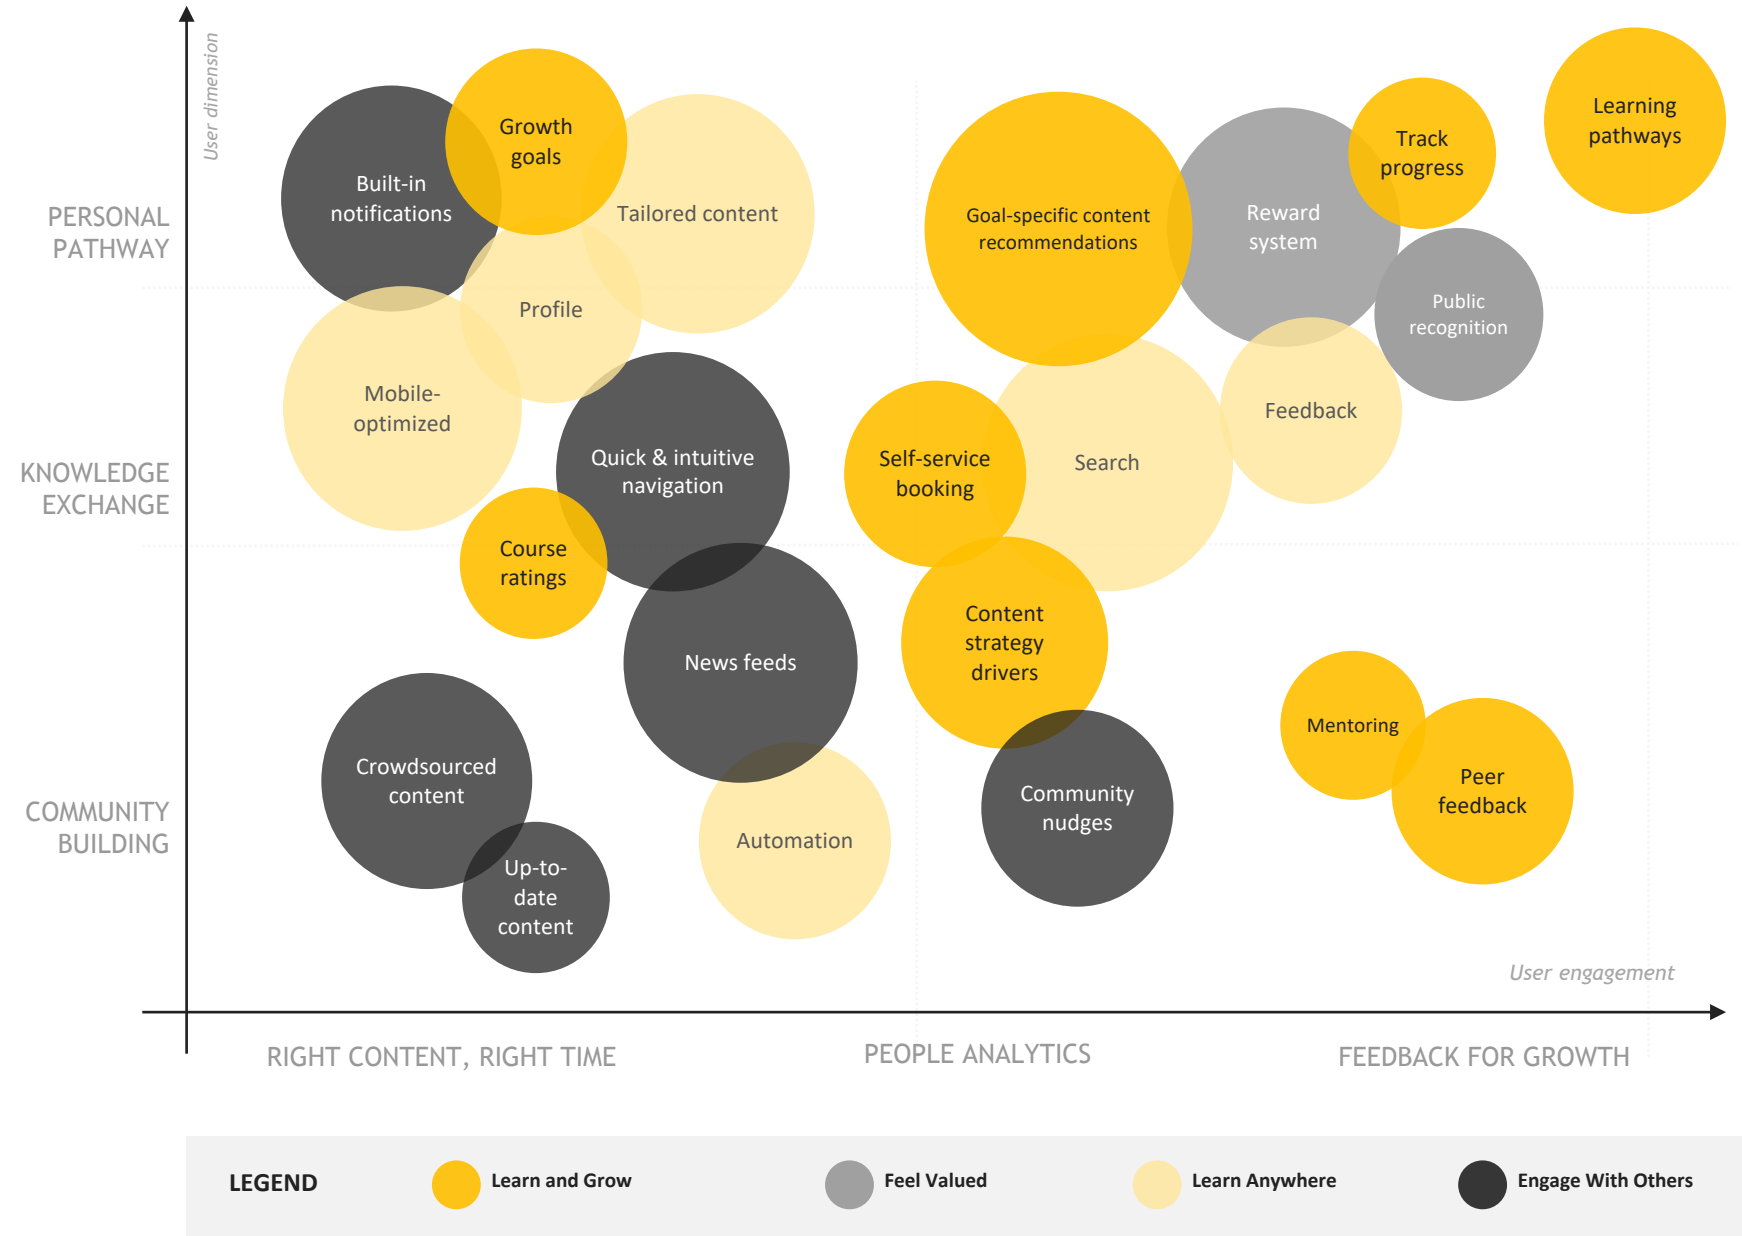 User dimension
Growth
goals
Built-in
notifications
Tailored content
Goal-specific content
recommendations
Reward
system
Track
progress
Learning
pathways
PERSONAL
PATHWAY
Profile
Public
recognition
Mobile-
optimized
Feedback
KNOWLEDGE
EXCHANGE
Quick & intuitive
navigation
Self-service
booking
Search
Course
ratings
News feeds
Content
strategy
drivers
Mentoring
Peer
feedback
Crowdsourced
content
COMMUNITY
BUILDING
Automation
Community
nudges
Up-to-
date
content
User engagement
RIGHT CONTENT, RIGHT TIME
PEOPLE ANALYTICS
FEEDBACK FOR GROWTH
LEGEND
Learn and Grow
Feel Valued
Learn Anywhere
Engage With Others